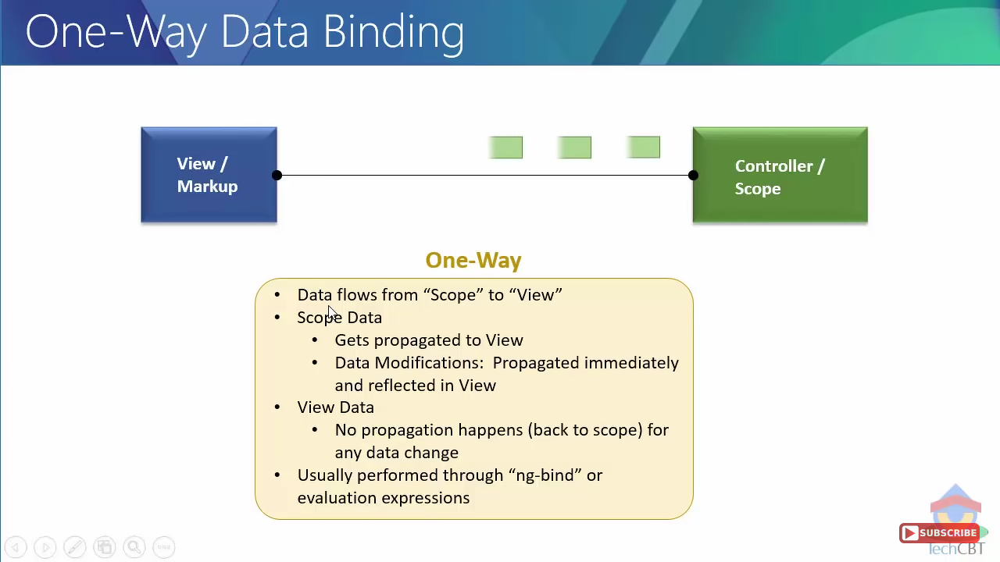 One-Way Data Binding
View /
Markup
Controller /
Scope
One-Way
• Data flows from “Scope” to “View”
• Scope Data
• Gets propagated to View
• Data Modifications: Propagated immediately
and reflected in View
• View Data
• No propagation happens (back to scope) for
any data change
• Usually performed through “ng-bind” or
evaluation expressions
SUBSCRIBE
TechCBT